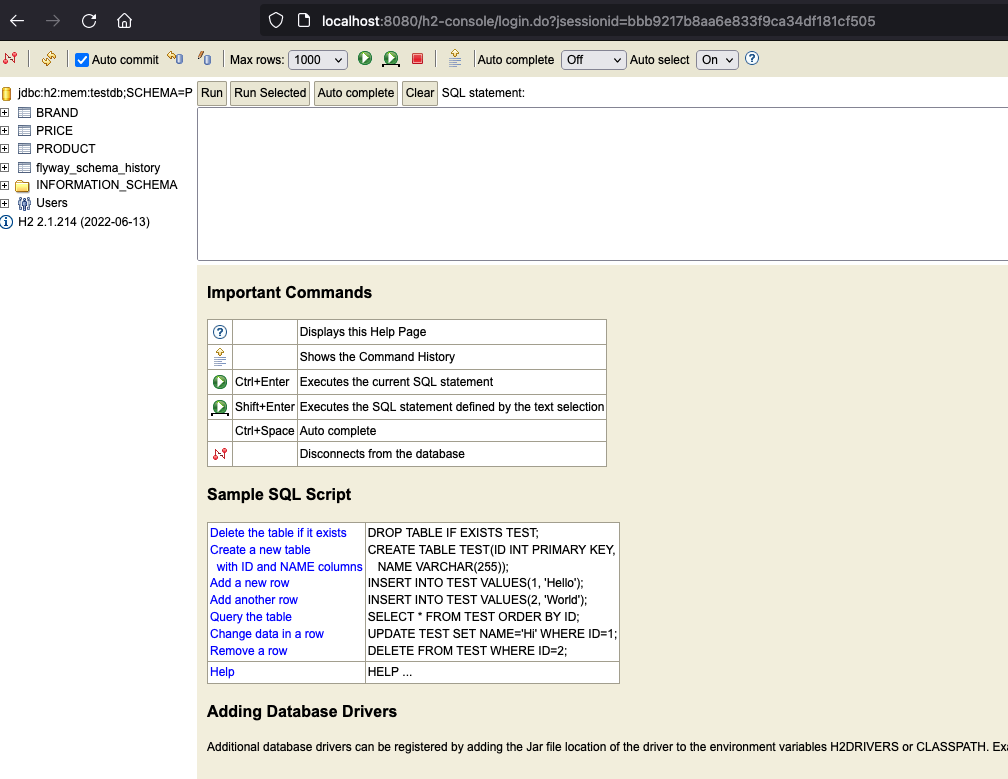 localhost:8080/h2-console/login.do?jsessionid=bbb9217b8aa6e833f9ca34df181cf505
Auto commit Max rows: 1000 Auto complete Off Auto select On
jdbc:h2:mem:testdb;SCHEMA=P
BRAND
PRICE
PRODUCT
flyway_schema_history
INFORMATION_SCHEMA
Users
H2 2.1.214 (2022-06-13)
Run Run Selected Auto complete Clear SQL statement:
Important Commands
Displays this Help Page
Shows the Command History
Ctrl+Enter Executes the current SQL statement
Shift+Enter Executes the SQL statement defined by the text selection
Ctrl+Space Auto complete
Disconnects from the database
Sample SQL Script
Delete the table if it exists DROP TABLE IF EXISTS TEST;
Create a new table CREATE TABLE TEST(ID INT PRIMARY KEY,
with ID and NAME columns NAME VARCHAR(255));
Add a new row INSERT INTO TEST VALUES(1, 'Hello');
Add another row INSERT INTO TEST VALUES(2, 'World');
Query the table SELECT * FROM TEST ORDER BY ID;
Change data in a row UPDATE TEST SET NAME='Hi' WHERE ID=1;
Remove a row DELETE FROM TEST WHERE ID=2;
Help HELP ...
Adding Database Drivers
Additional database drivers can be registered by adding the Jar file location of the driver to the environment variables H2DRIVERS or CLASSPATH. Exa